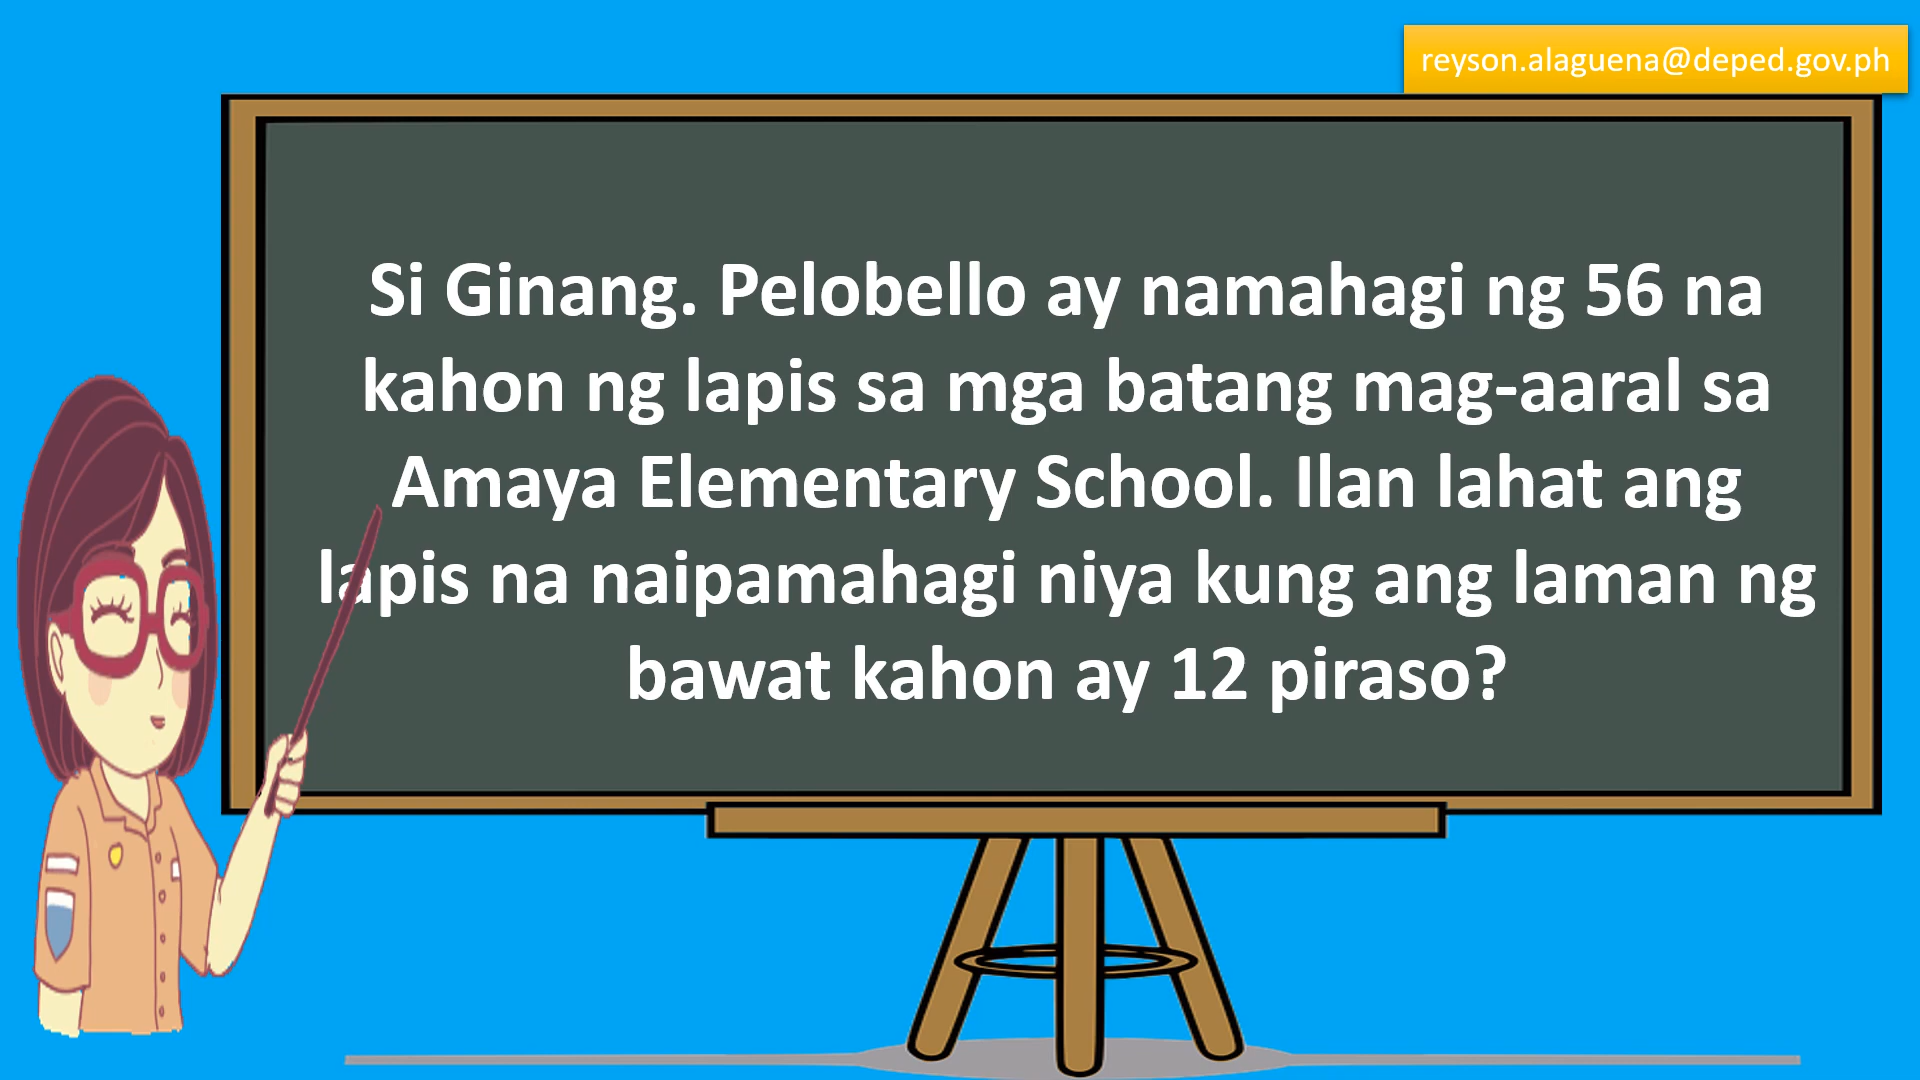 reyson.alaguena@deped.gov.ph
Si Ginang. Pelobello ay namahagi ng 56 na
kahon ng lapis sa mga batang mag-aaral sa
Amaya Elementary School. Ilan lahat ang
lapis na naipamahagi niya kung ang laman ng
bawat kahon ay 12 piraso?